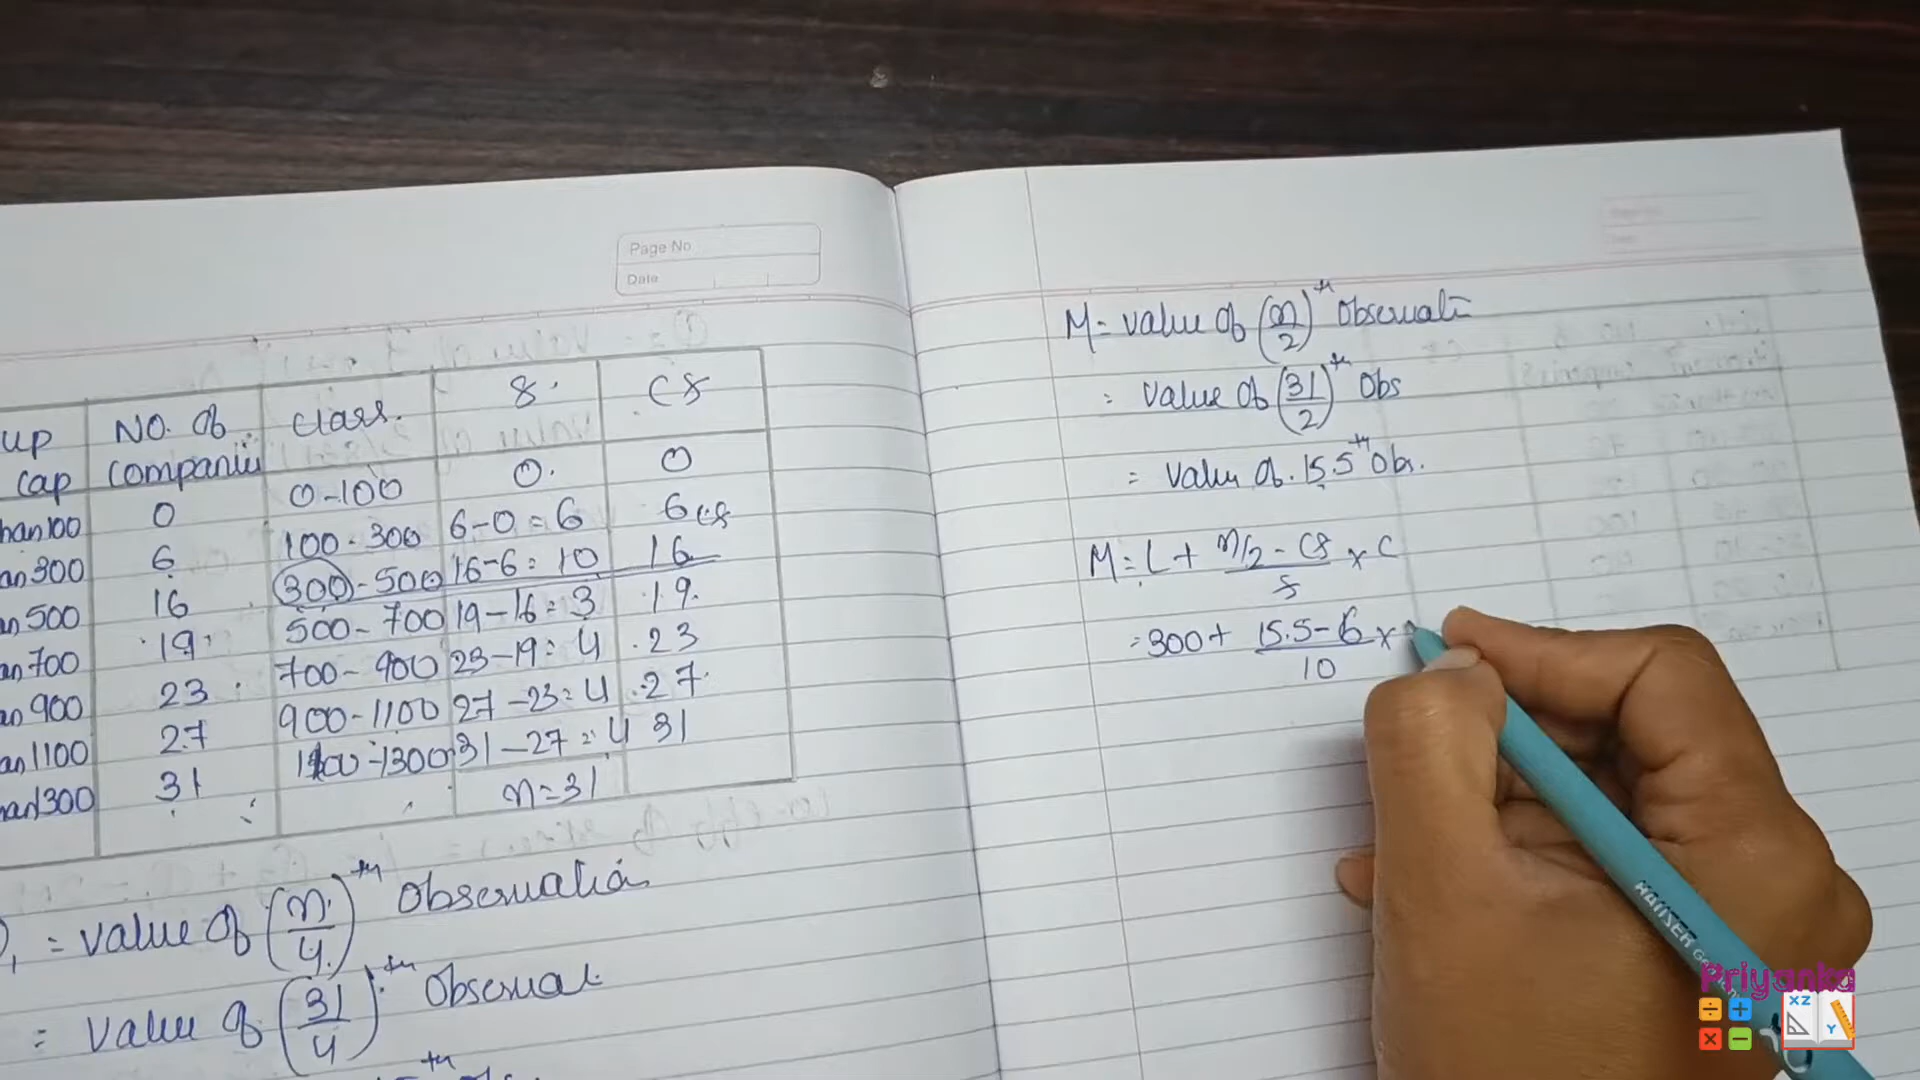 Page No
Date
up cap | No. of companies | class. | f. | cf
han 100 | 0 | 0-100 | 0. | 0
an 300 | 6 | 100-300 | 6-0=6 | 6 cf
an 500 | 16 | 300-500 | 16-6=10 | 16
an 700 | 19 | 500-700 | 19-16=3 | 19
an 900 | 23 | 700-900 | 23-19=4 | 23
an 1100 | 27 | 900-1100 | 27-23=4 | 27
han 1300 | 31 | 1100-1300 | 31-27=4 | 31
n=31
1 = value of (n/4)th observation
= value of (31/4)th
M = value of (n/2)th
= value of (31/2)th obs
= value of 15.5th obs.
M = L + n/2 - cf / f × c
= 300 + 15.5 - 6 / 10 ×
HAUSER
Priyanka
XZ
Y